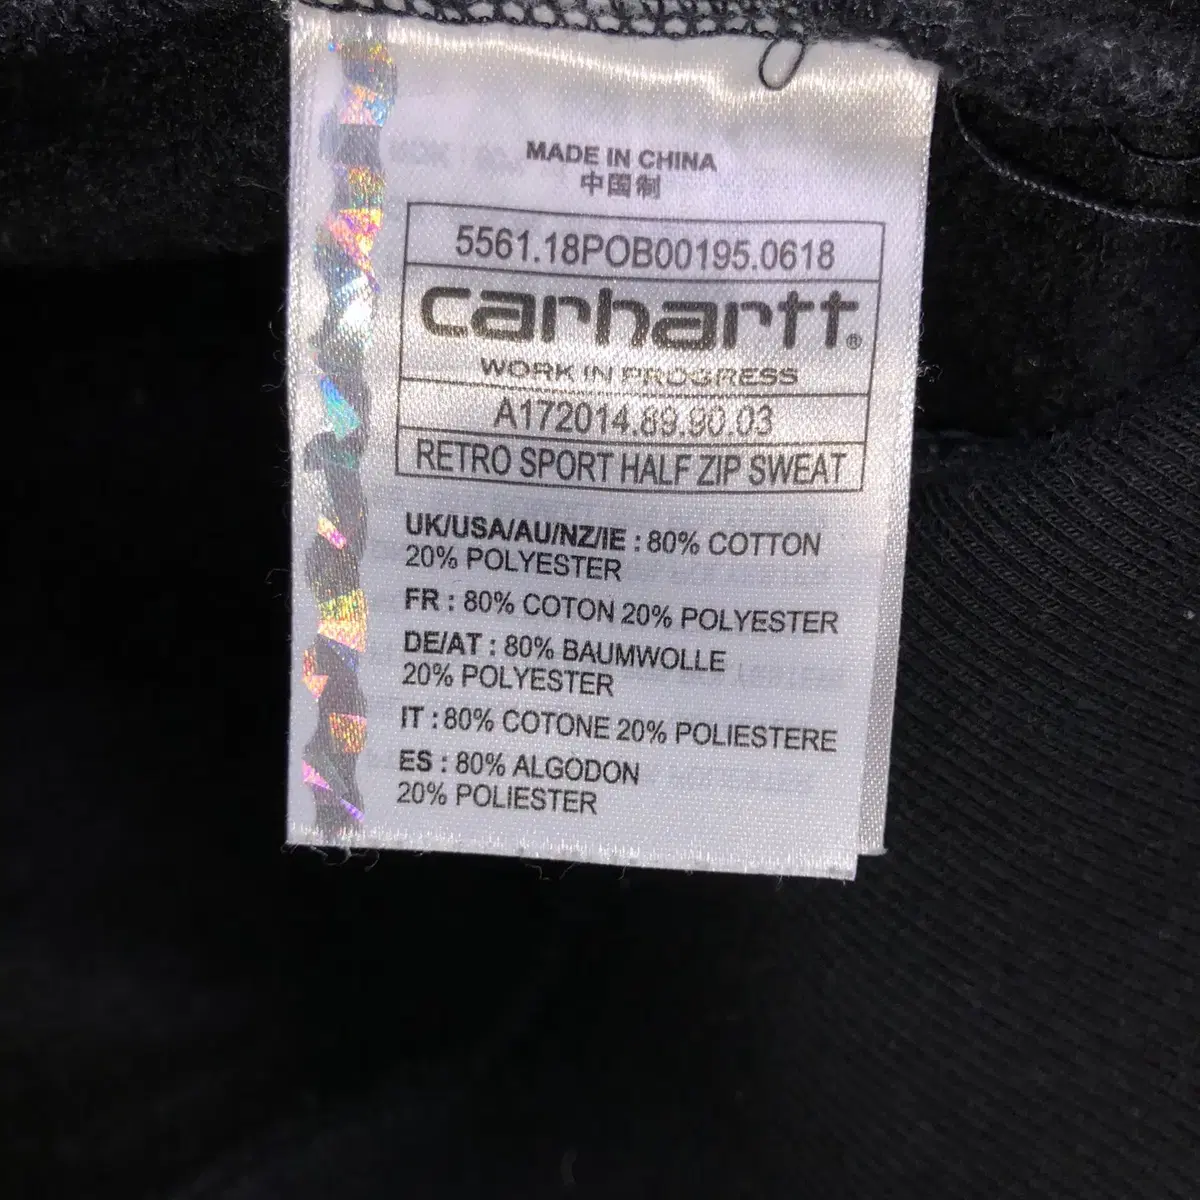 MADE IN CHINA
中国制
5561.18POB00195.0618
carhartt®
WORK IN PROGRESS
A172014.89.90.03
RETRO SPORT HALF ZIP SWEAT
UK/USA/AU/NZ/IE : 80% COTTON
20% POLYESTER
FR : 80% COTON 20% POLYESTER
DE/AT : 80% BAUMWOLLE
20% POLYESTER
IT : 80% COTONE 20% POLIESTERE
ES : 80% ALGODON
20% POLIESTER